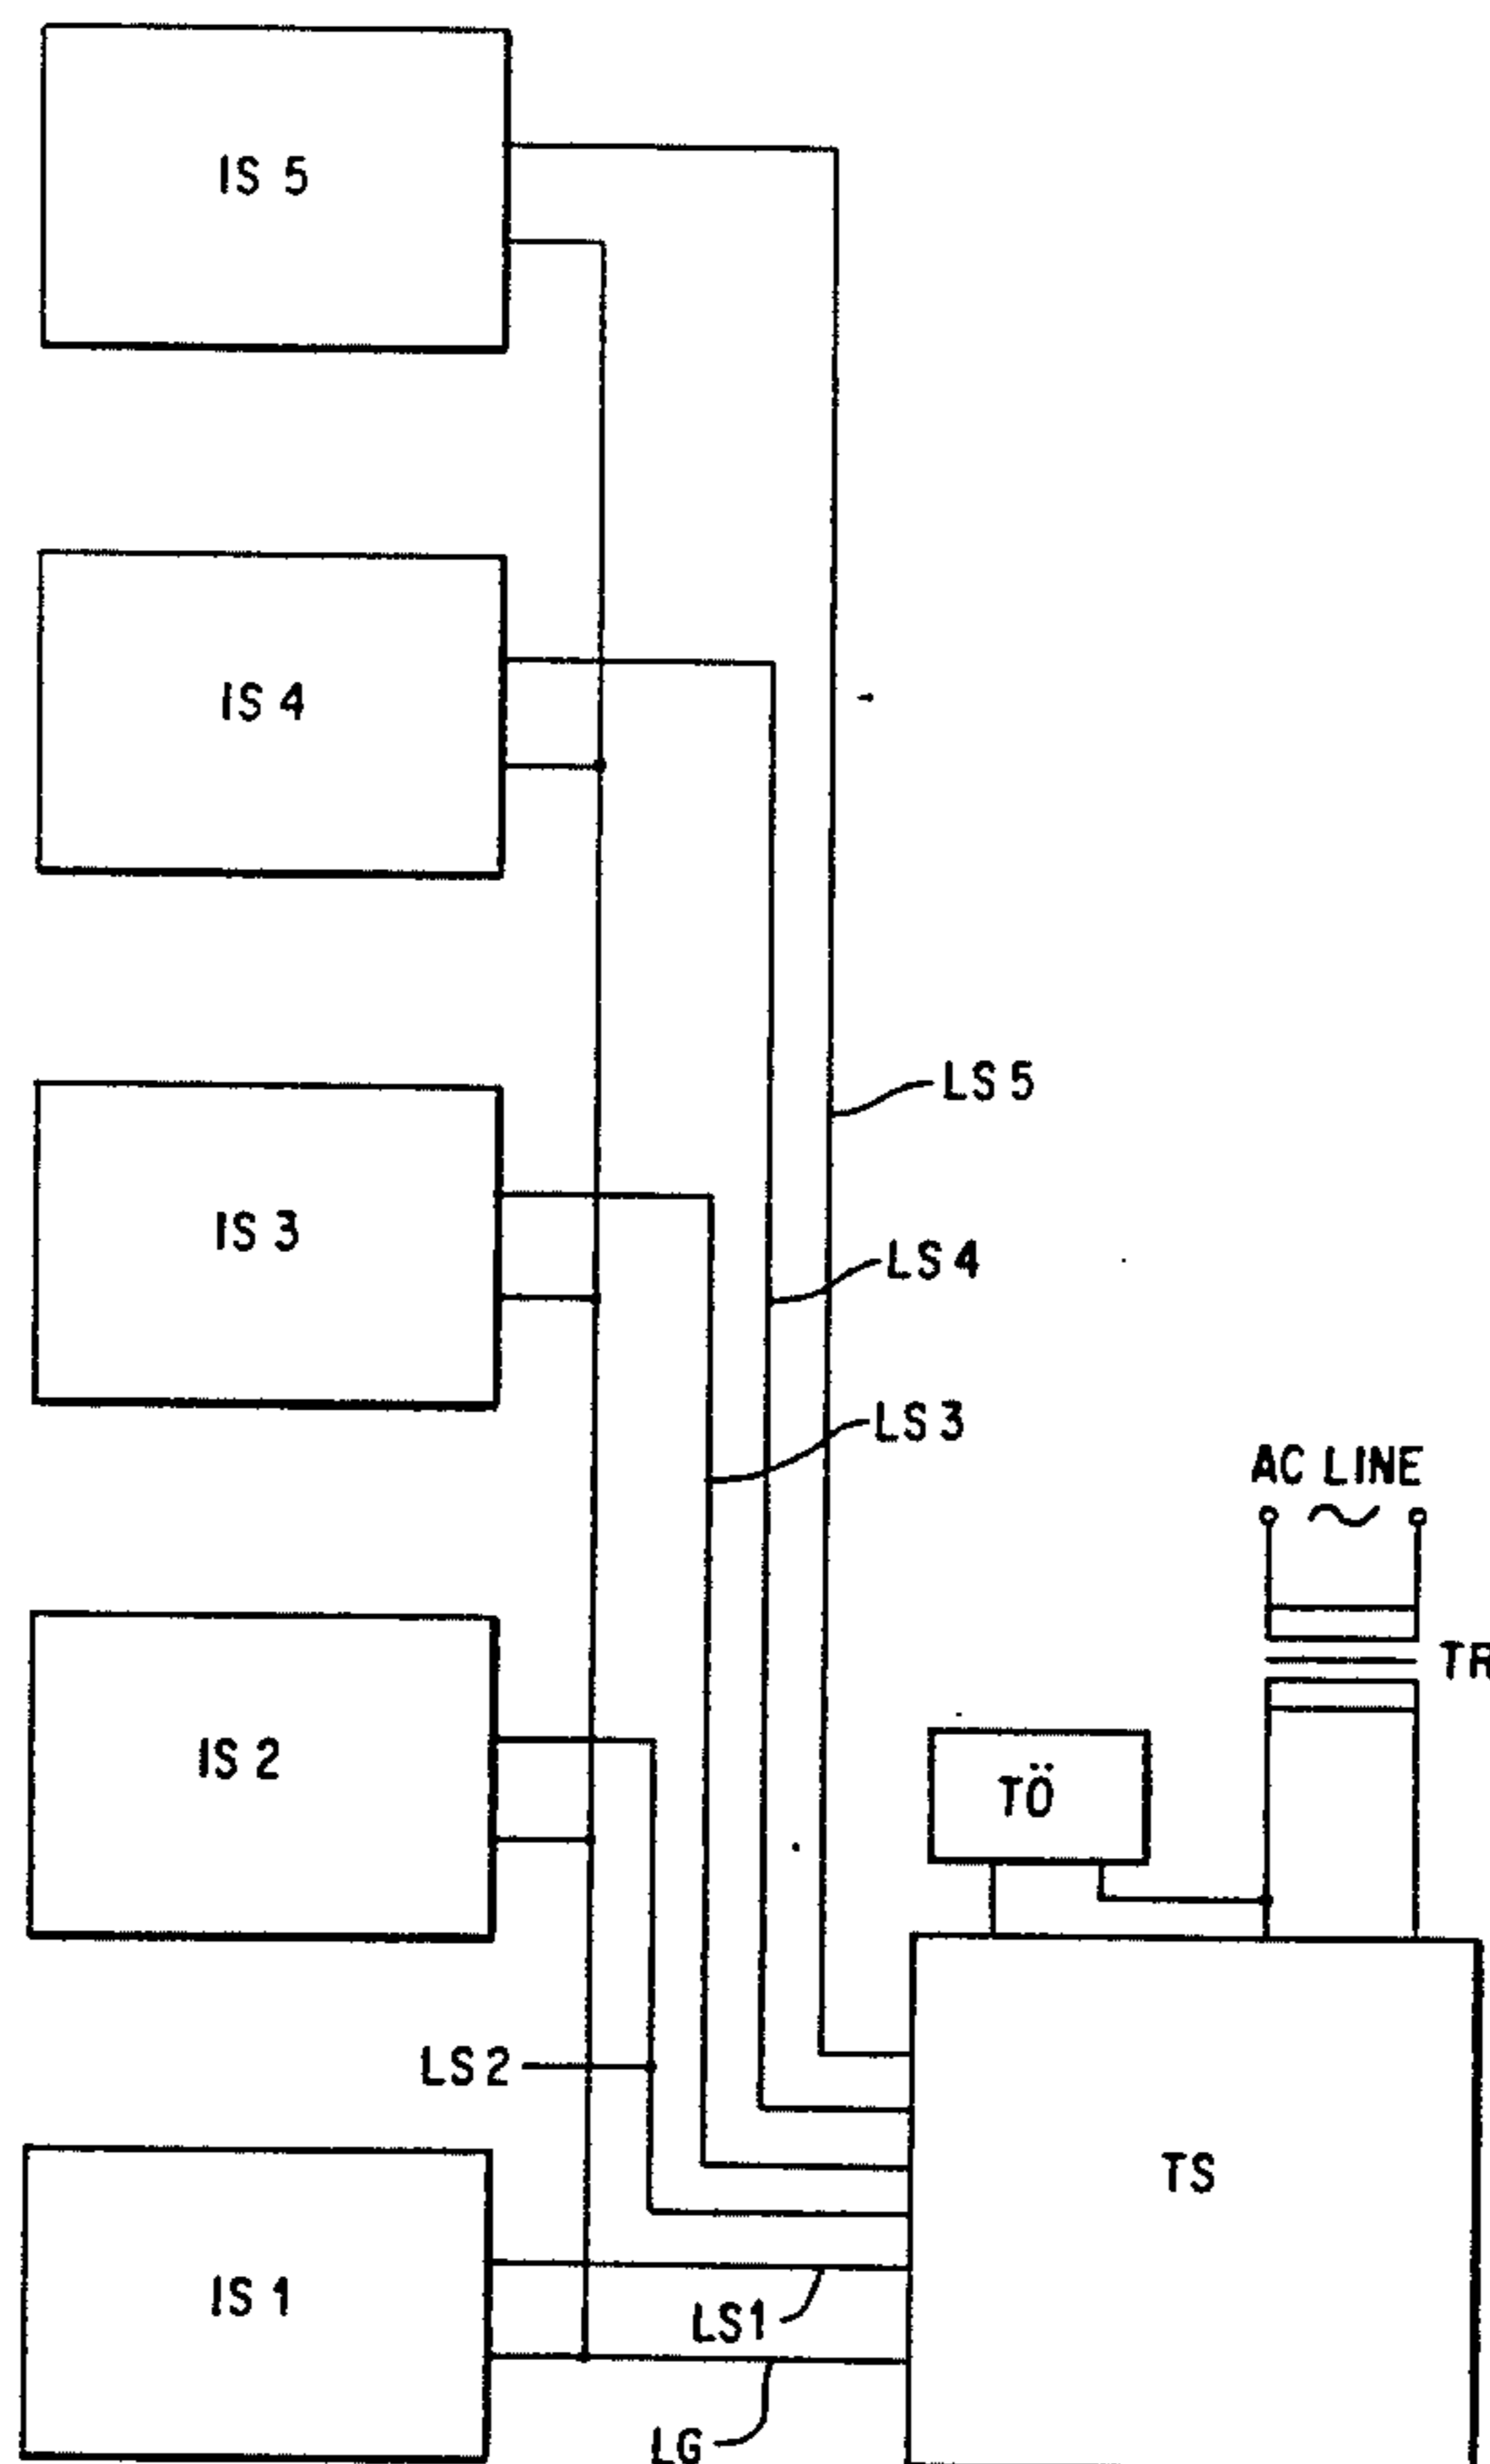 IS 5
IS 4
LS 5
IS 3
LS 4
LS 3
AC LINE
TR
IS 2
TÖ
LS 2
TS
IS 1
LS1
LG